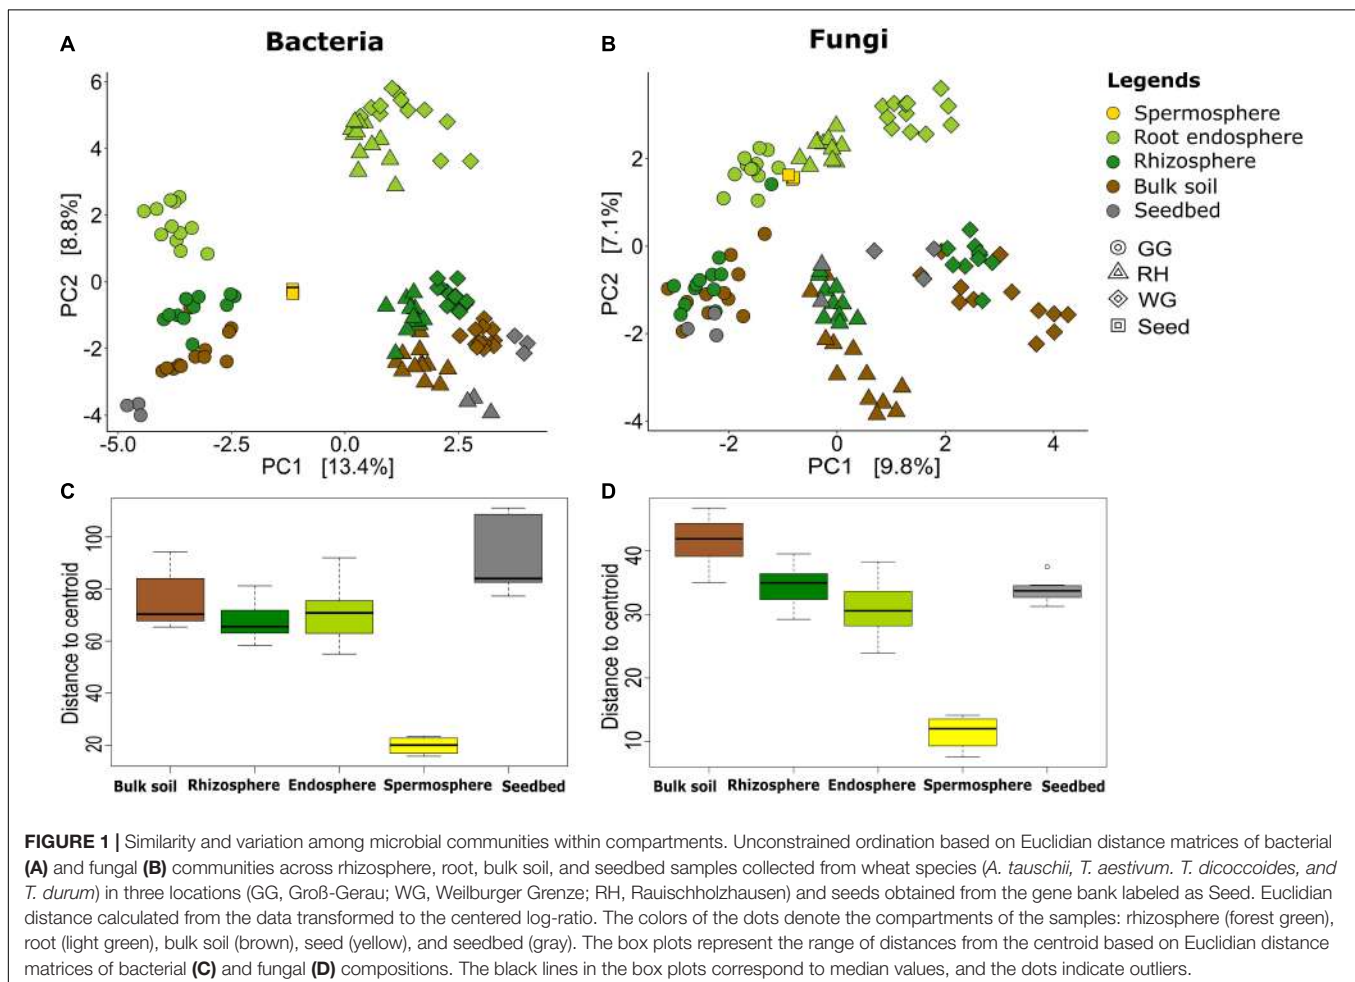 A
Bacteria
6
4
2
0
-2
-4
PC2 [8.8%]
-5.0
-2.5
0.0
2.5
PC1 [13.4%]
B
Fungi
2
0
-2
-4
PC2 [7.1%]
-2
0
2
4
PC1 [9.8%]
Legends
Spermosphere
Root endosphere
Rhizosphere
Bulk soil
Seedbed
GG
RH
WG
Seed
C
Distance to centroid
100
80
60
40
20
Bulk soil
Rhizosphere
Endosphere
Spermosphere
Seedbed
D
Distance to centroid
40
30
20
10
Bulk soil
Rhizosphere
Endosphere
Spermosphere
Seedbed
FIGURE 1 | Similarity and variation among microbial communities within compartments. Unconstrained ordination based on Euclidian distance matrices of bacterial
(A) and fungal (B) communities across rhizosphere, root, bulk soil, and seedbed samples collected from wheat species (A. tauschii, T. aestivum. T. dicoccoides, and
T. durum) in three locations (GG, Groß-Gerau; WG, Weilburger Grenze; RH, Rauischholzhausen) and seeds obtained from the gene bank labeled as Seed. Euclidian
distance calculated from the data transformed to the centered log-ratio. The colors of the dots denote the compartments of the samples: rhizosphere (forest green),
root (light green), bulk soil (brown), seed (yellow), and seedbed (gray). The box plots represent the range of distances from the centroid based on Euclidian distance
matrices of bacterial (C) and fungal (D) compositions. The black lines in the box plots correspond to median values, and the dots indicate outliers.